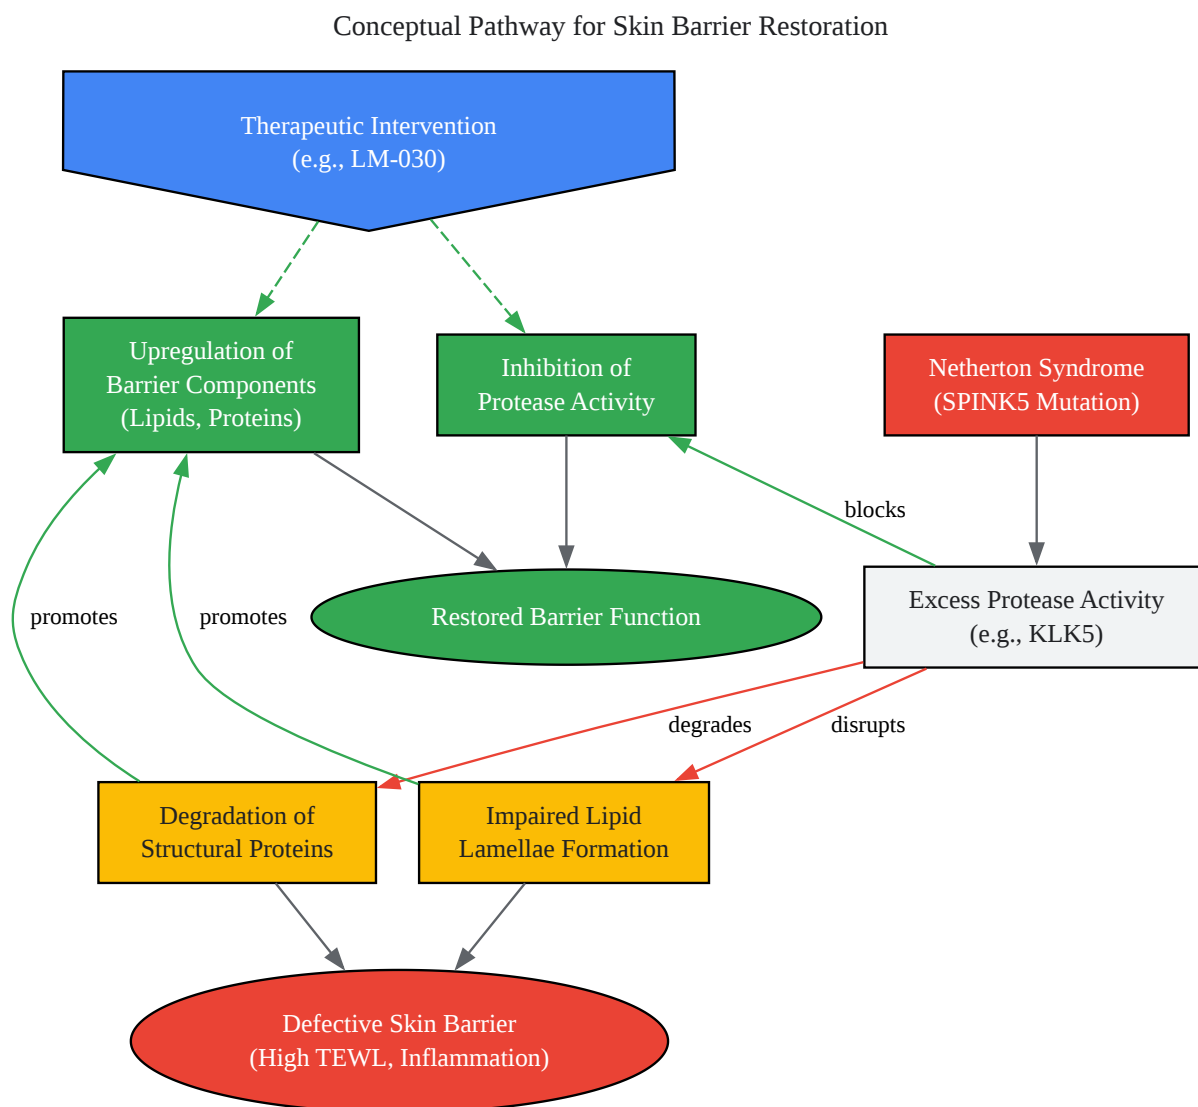 Conceptual Pathway for Skin Barrier Restoration
Therapeutic Intervention
(e.g., LM-030)
Upregulation of
Barrier Components
(Lipids, Proteins)
Inhibition of
Protease Activity
Netherton Syndrome
(SPINK5 Mutation)
blocks
promotes
promotes
Restored Barrier Function
Excess Protease Activity
(e.g., KLK5)
degrades
disrupts
Degradation of
Structural Proteins
Impaired Lipid
Lamellae Formation
Defective Skin Barrier
(High TEWL, Inflammation)